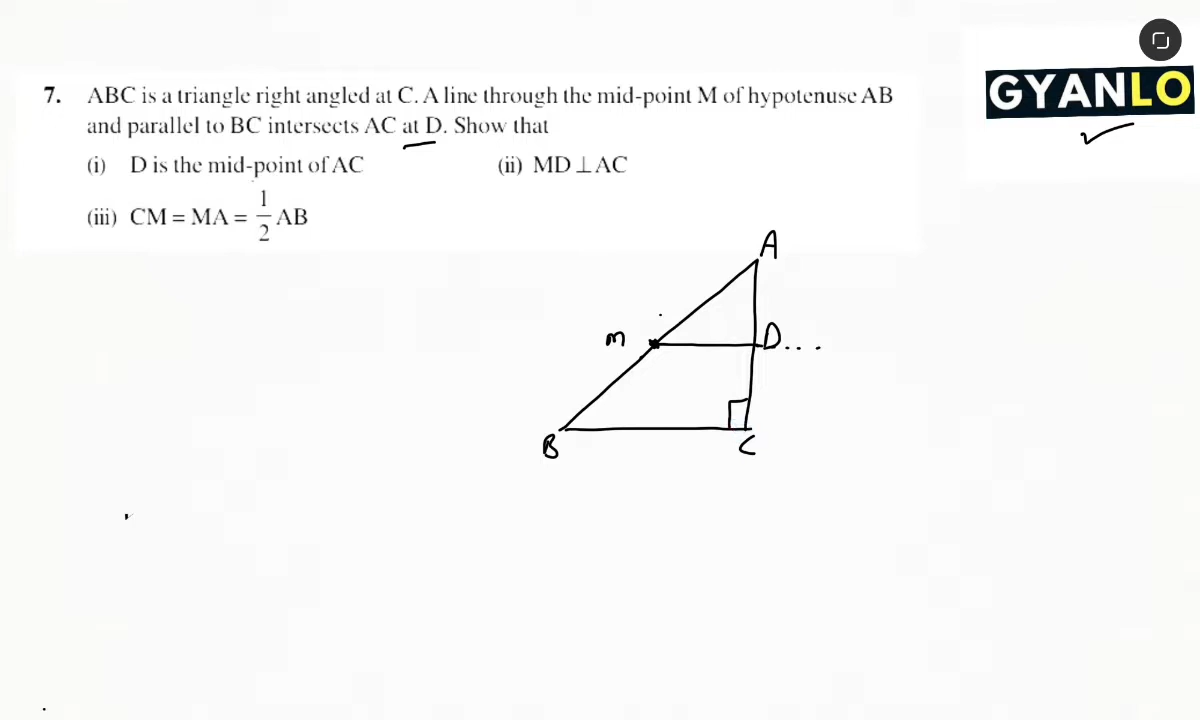 GYANLO
7. ABC is a triangle right angled at C. A line through the mid-point M of hypotenuse AB
and parallel to BC intersects AC at D. Show that
(i) D is the mid-point of AC (ii) MD ⊥ AC
(iii) CM = MA = 1/2 AB
A
m D...
B C